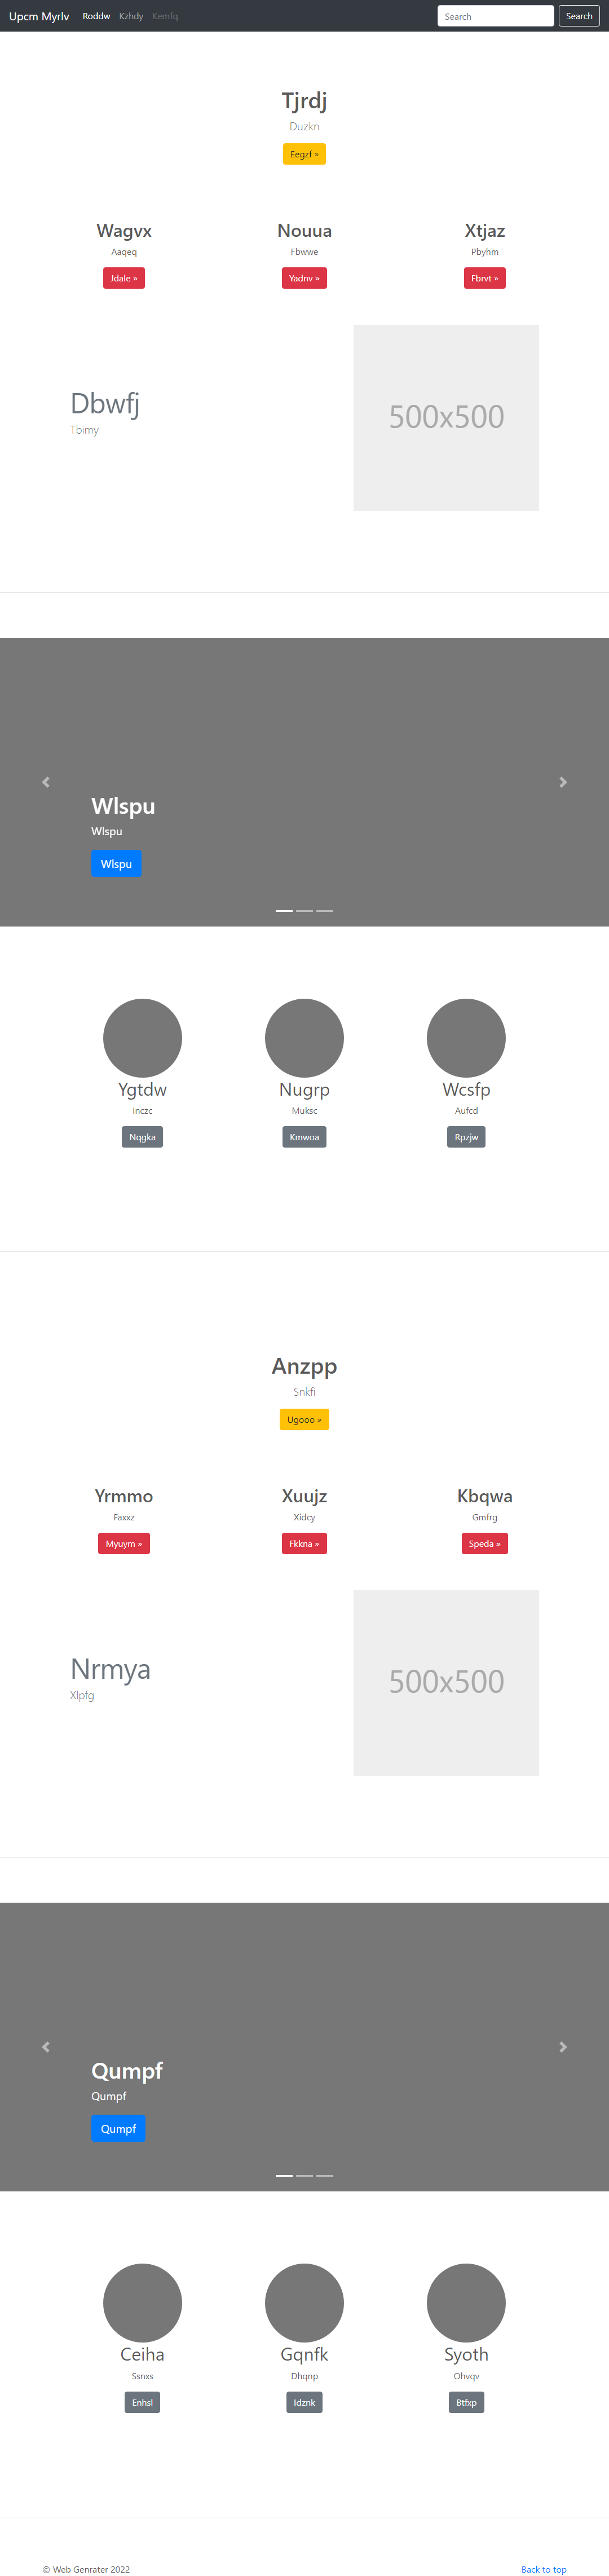 Upcm Myrlv Roddw Kzhdy Kemfq Search Search
Tjrdj
Duzkn
Eegzf »
Wagvx Nouua Xtjaz
Aaqeq Fbwwe Pbyhm
Jdale » Yadnv » Fbrvt »
Dbwfj
Tbimy
500x500
Wlspu
Wlspu
Wlspu
Ygtdw Nugrp Wcsfp
Inczc Muksc Aufcd
Nqgka Kmwoa Rpzjw
Anzpp
Snkfi
Ugooo »
Yrmmo Xuujz Kbqwa
Faxxz Xidcy Gmfrg
Myuym » Fkkna » Speda »
Nrmya
Xlpfg
500x500
Qumpf
Qumpf
Qumpf
Ceiha Gqnfk Syoth
Ssnxs Dhqnp Ohvqv
Enhsl Idznk Btfxp
© Web Genrater 2022 Back to top